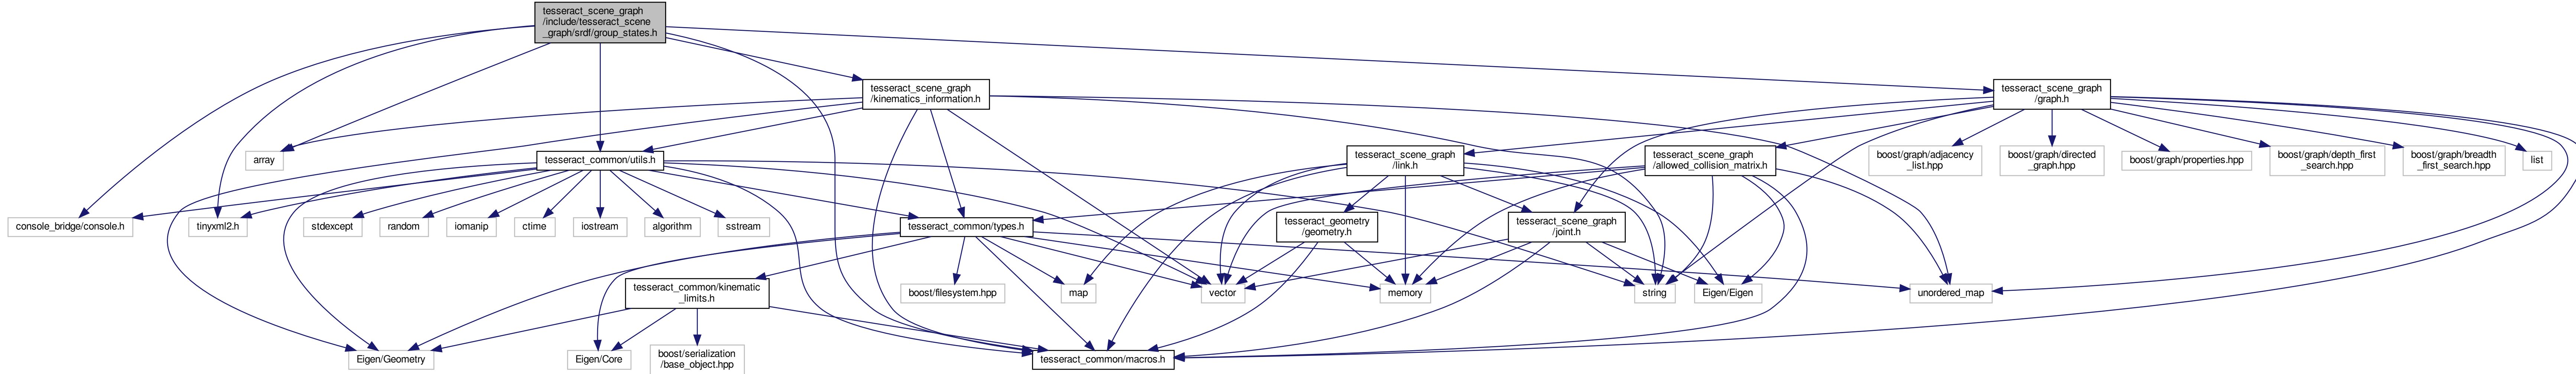 tesseract_scene_graph
/include/tesseract_scene
_graph/srdf/group_states.h
tesseract_scene_graph
/kinematics_information.h
tesseract_scene_graph
/graph.h
array
tesseract_common/utils.h
tesseract_scene_graph
/link.h
tesseract_scene_graph
/allowed_collision_matrix.h
boost/graph/adjacency
_list.hpp
boost/graph/directed
_graph.hpp
boost/graph/properties.hpp
boost/graph/depth_first
_search.hpp
boost/graph/breadth
_first_search.hpp
list
console_bridge/console.h
tinyxml2.h
stdexcept
random
iomanip
ctime
iostream
algorithm
sstream
tesseract_common/types.h
tesseract_geometry
/geometry.h
tesseract_scene_graph
/joint.h
tesseract_common/kinematic
_limits.h
boost/filesystem.hpp
map
vector
memory
string
Eigen/Eigen
unordered_map
Eigen/Geometry
Eigen/Core
boost/serialization
/base_object.hpp
tesseract_common/macros.h